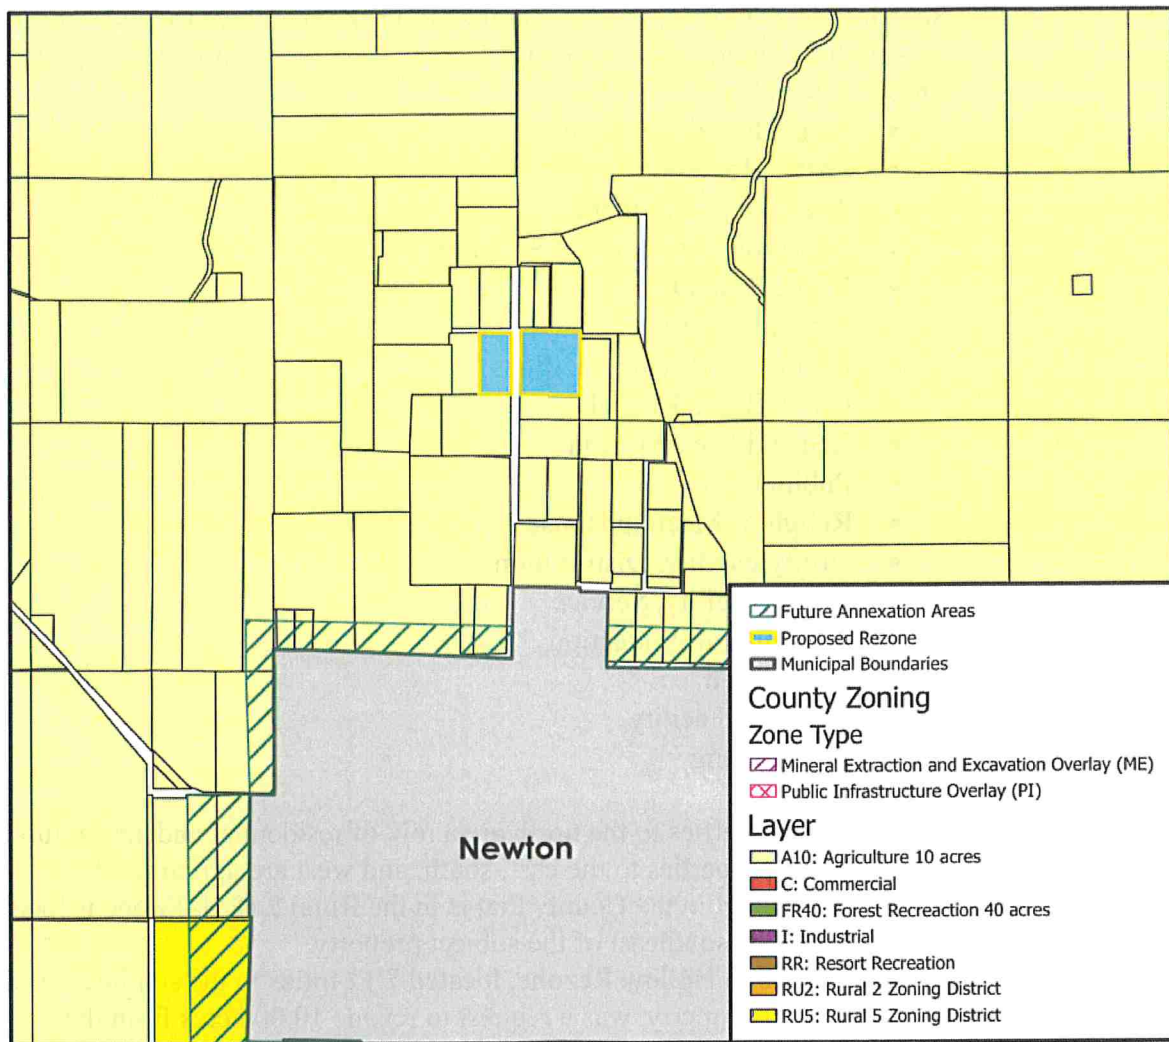 Newton
Future Annexation Areas
Proposed Rezone
Municipal Boundaries
County Zoning
Zone Type
Mineral Extraction and Excavation Overlay (ME)
Public Infrastructure Overlay (PI)
Layer
A10: Agriculture 10 acres
C: Commercial
FR40: Forest Recreaction 40 acres
I: Industrial
RR: Resort Recreation
RU2: Rural 2 Zoning District
RU5: Rural 5 Zoning District